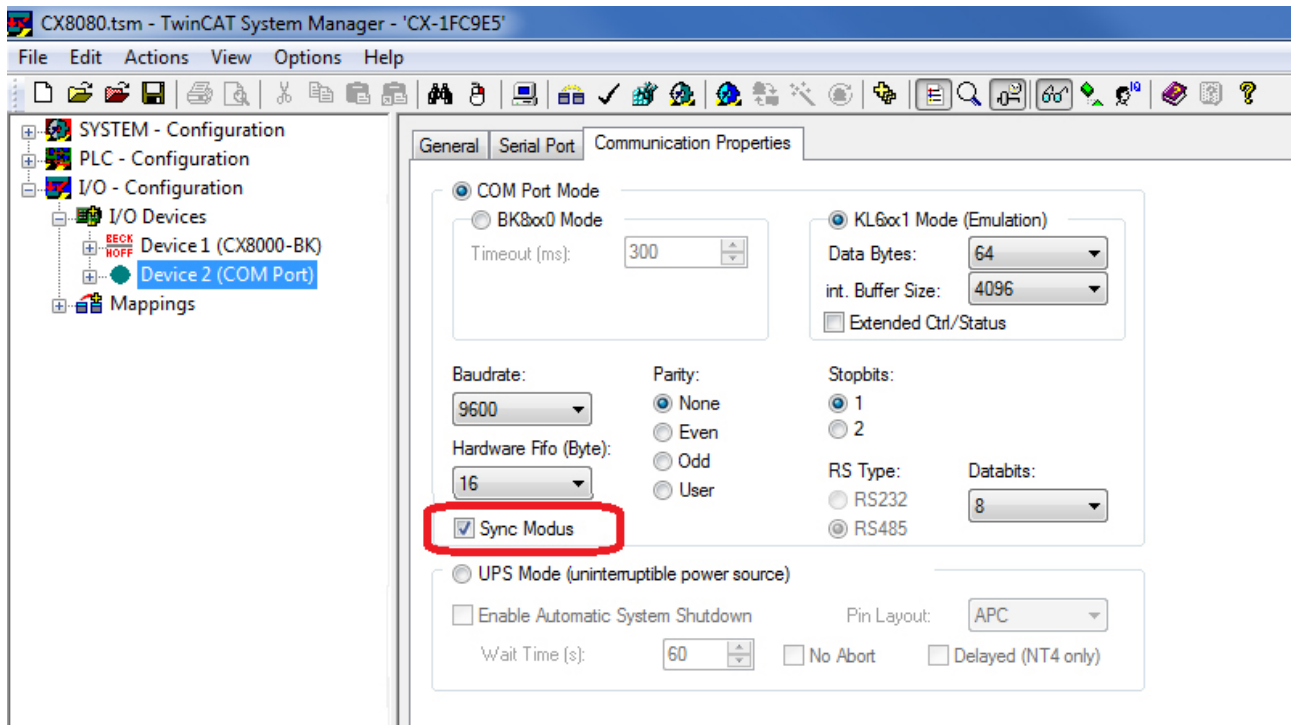 CX8080.tsm - TwinCAT System Manager - 'CX-1FC9E5'
File Edit Actions View Options Help
SYSTEM - Configuration
PLC - Configuration
I/O - Configuration
I/O Devices
BECK
HOFF
Device 1 (CX8000-BK)
Device 2 (COM Port)
Mappings
General Serial Port Communication Properties
COM Port Mode
BK8xx0 Mode
Timeout (ms): 300
KL6xx1 Mode (Emulation)
Data Bytes: 64
int. Buffer Size: 4096
Extended Ctrl/Status
Baudrate:
9600
Hardware Fifo (Byte):
16
Sync Modus
Parity:
None
Even
Odd
User
Stopbits:
1
2
RS Type:
RS232
RS485
Databits:
8
UPS Mode (uninterruptible power source)
Enable Automatic System Shutdown Pin Layout: APC
Wait Time (s): 60 No Abort Delayed (NT4 only)